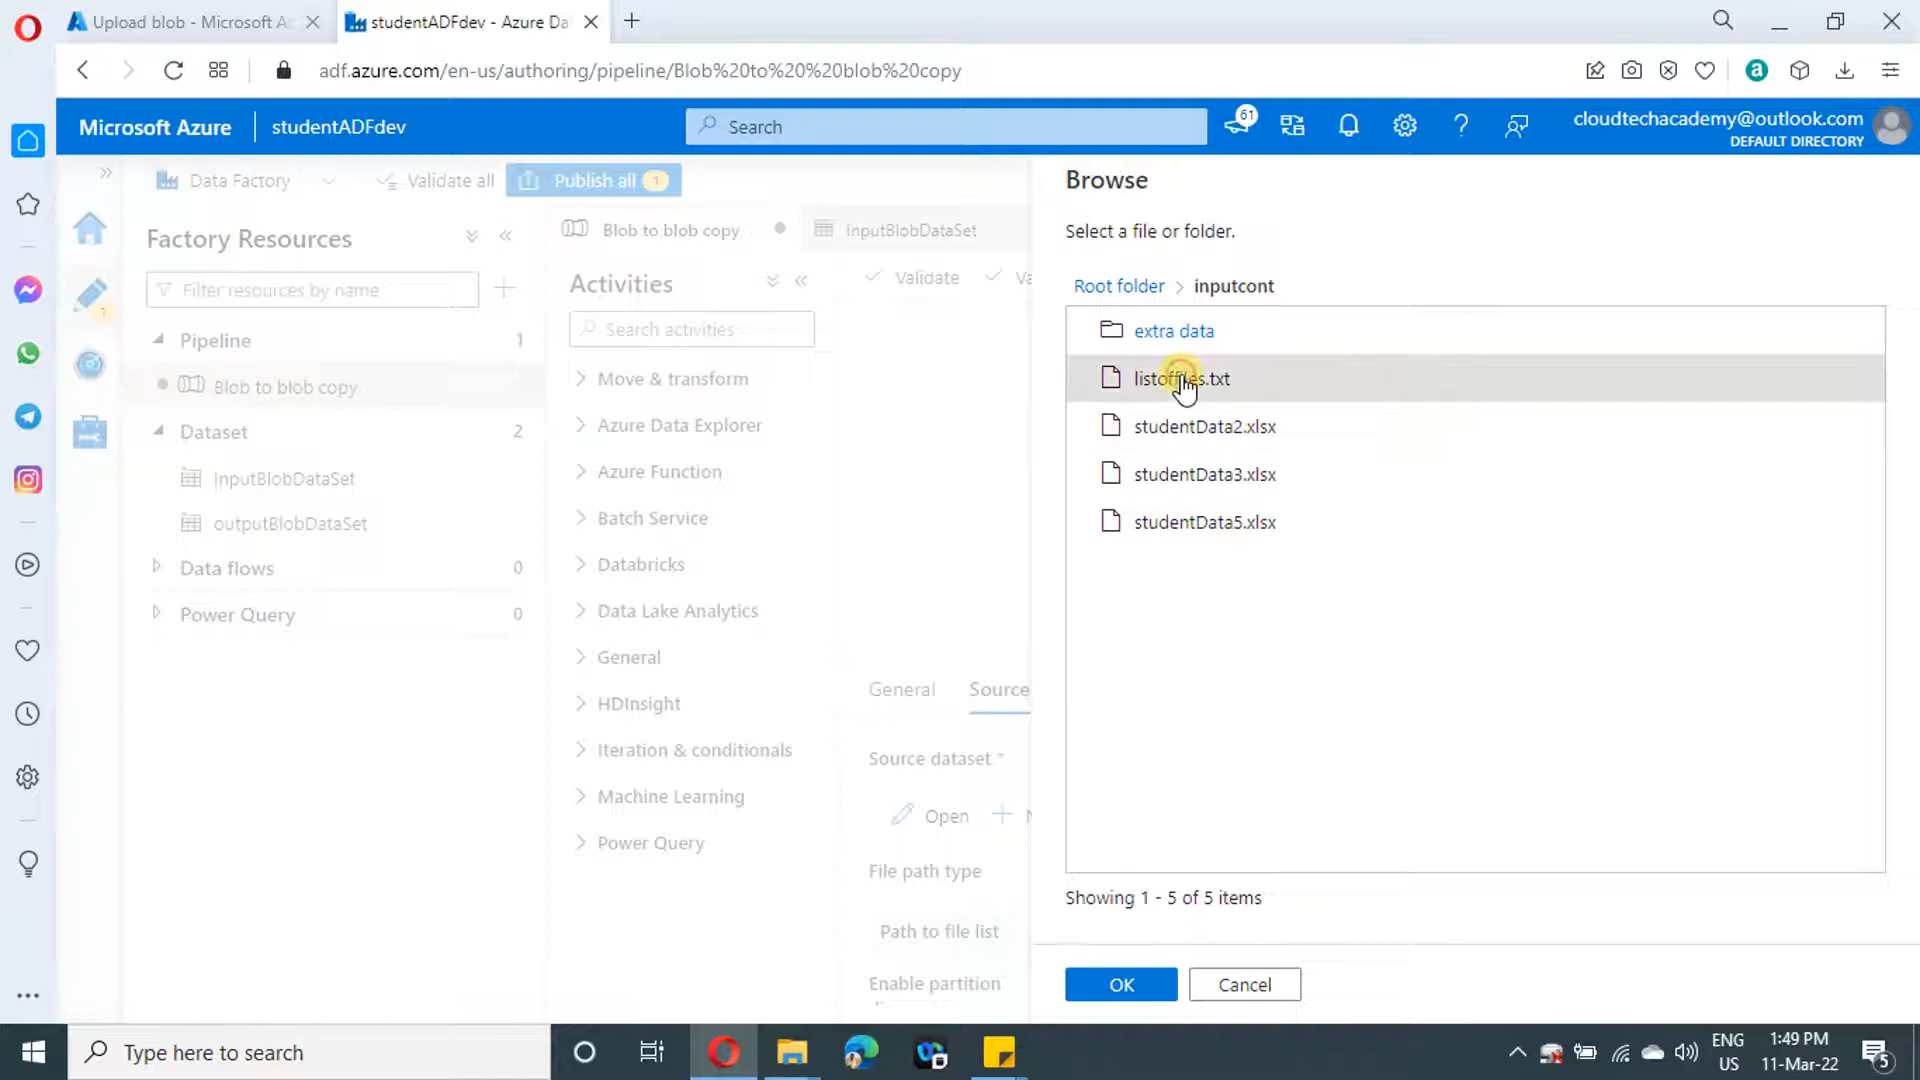 Upload blob - Microsoft A
studentADFdev - Azure Da
adf.azure.com/en-us/authoring/pipeline/Blob%20to%20%20blob%20copy
Microsoft Azure
studentADFdev
Search
61
cloudtechacademy@outlook.com
DEFAULT DIRECTORY
Data Factory
Validate all
Publish all 1
Factory Resources
Filter resources by name
Pipeline 1
Blob to blob copy
Dataset 2
InputBlobDataSet
outputBlobDataSet
Data flows 0
Power Query 0
1
Blob to blob copy
InputBlobDataSet
Activities
Validate
Search activities
Move & transform
Azure Data Explorer
Azure Function
Batch Service
Databricks
Data Lake Analytics
General
HDInsight
Iteration & conditionals
Machine Learning
Power Query
General
Source
Source dataset *
Open
File path type
Path to file list
Enable partition
Browse
Select a file or folder.
Root folder > inputcont
extra data
listoffiles.txt
studentData2.xlsx
studentData3.xlsx
studentData5.xlsx
Showing 1 - 5 of 5 items
OK
Cancel
Type here to search
ENG
US
1:49 PM
11-Mar-22
5